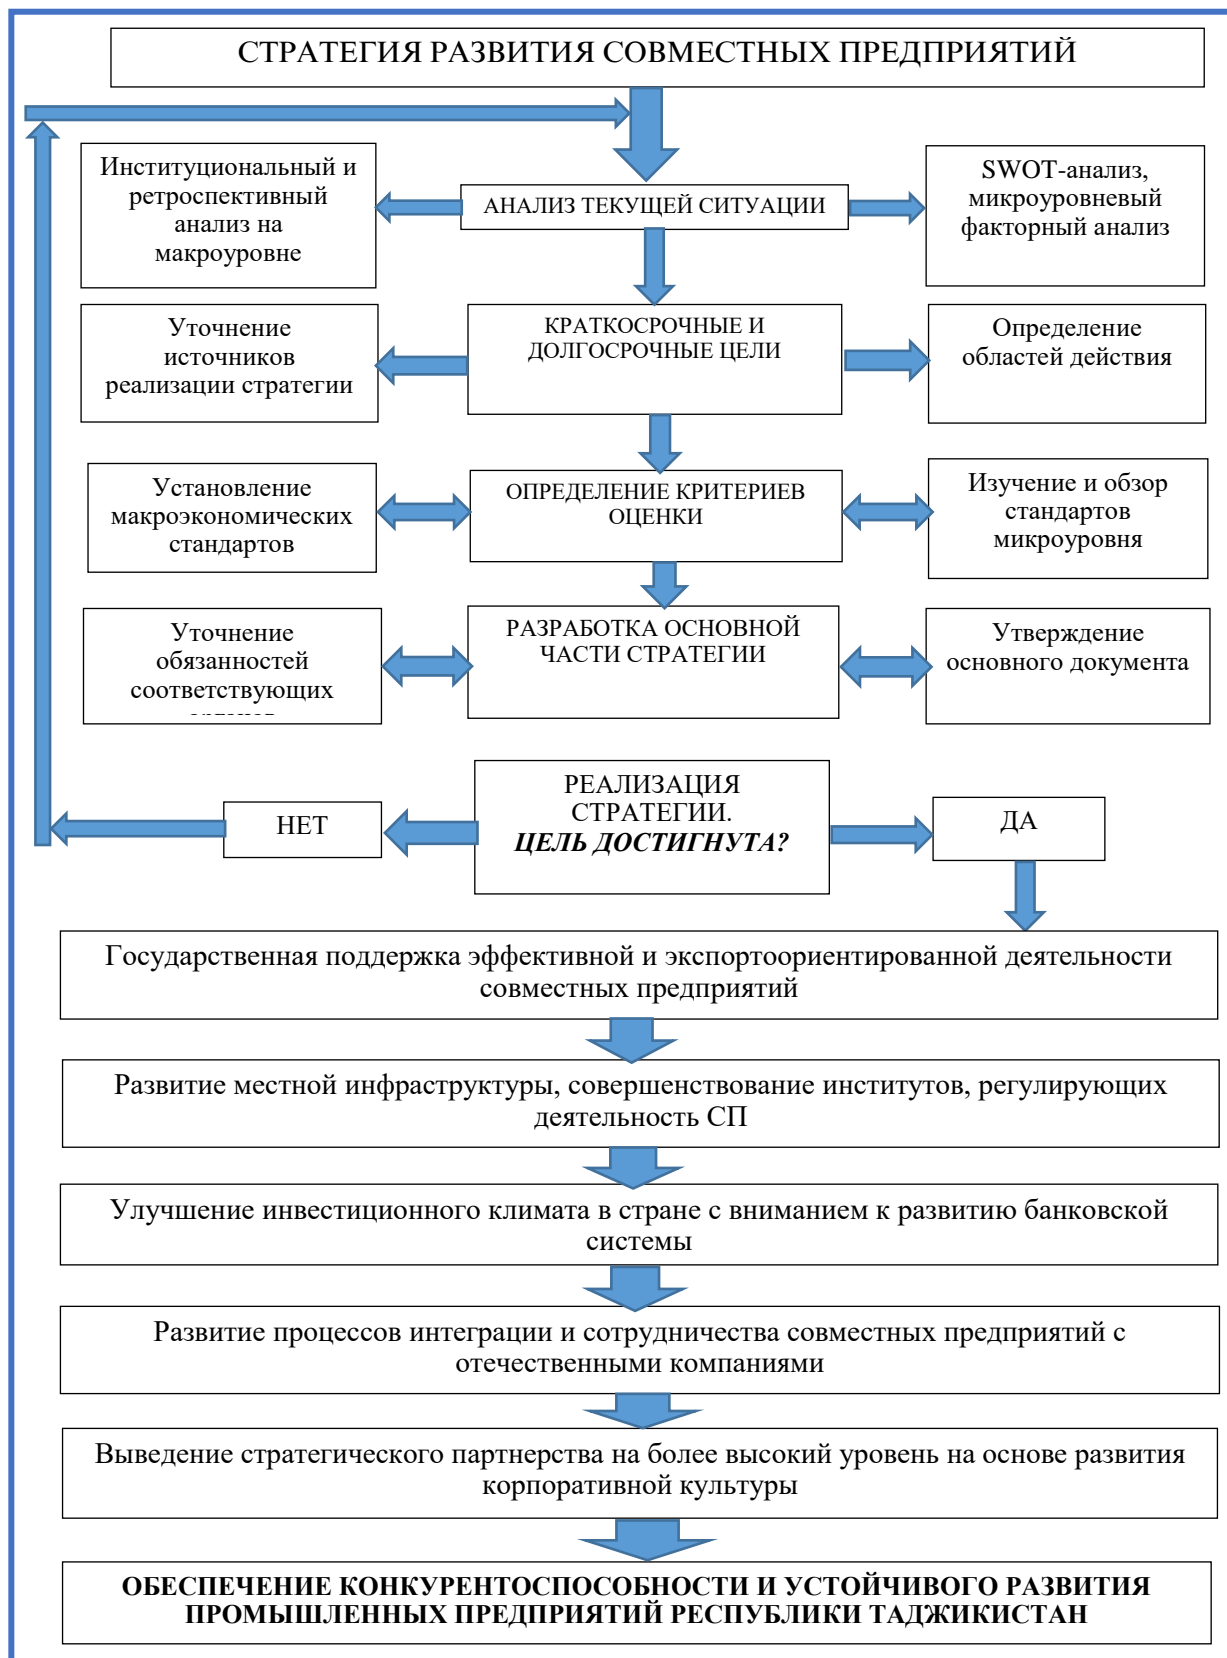 СТРАТЕГИЯ РАЗВИТИЯ СОВМЕСТНЫХ ПРЕДПРИЯТИЙ
Институциональный и
ретроспективный
анализ на
макроуровне
АНАЛИЗ ТЕКУЩЕЙ СИТУАЦИИ
SWOT-анализ,
микроуровневый
факторный анализ
Уточнение
источников
реализации стратегии
КРАТКОСРОЧНЫЕ И
ДОЛГОСРОЧНЫЕ ЦЕЛИ
Определение
областей действия
Установление
макроэкономических
стандартов
ОПРЕДЕЛЕНИЕ КРИТЕРИЕВ
ОЦЕНКИ
Изучение и обзор
стандартов
микроуровня
Уточнение
обязанностей
соответствующих
РАЗРАБОТКА ОСНОВНОЙ
ЧАСТИ СТРАТЕГИИ
Утверждение
основного документа
НЕТ
РЕАЛИЗАЦИЯ
СТРАТЕГИИ.
ЦЕЛЬ ДОСТИГНУТА?
ДА
Государственная поддержка эффективной и экспортоориентированной деятельности
совместных предприятий
Развитие местной инфраструктуры, совершенствование институтов, регулирующих
деятельность СП
Улучшение инвестиционного климата в стране с вниманием к развитию банковской
системы
Развитие процессов интеграции и сотрудничества совместных предприятий с
отечественными компаниями
Выведение стратегического партнерства на более высокий уровень на основе развития
корпоративной культуры
ОБЕСПЕЧЕНИЕ КОНКУРЕНТОСПОСОБНОСТИ И УСТОЙЧИВОГО РАЗВИТИЯ
ПРОМЫШЛЕННЫХ ПРЕДПРИЯТИЙ РЕСПУБЛИКИ ТАДЖИКИСТАН